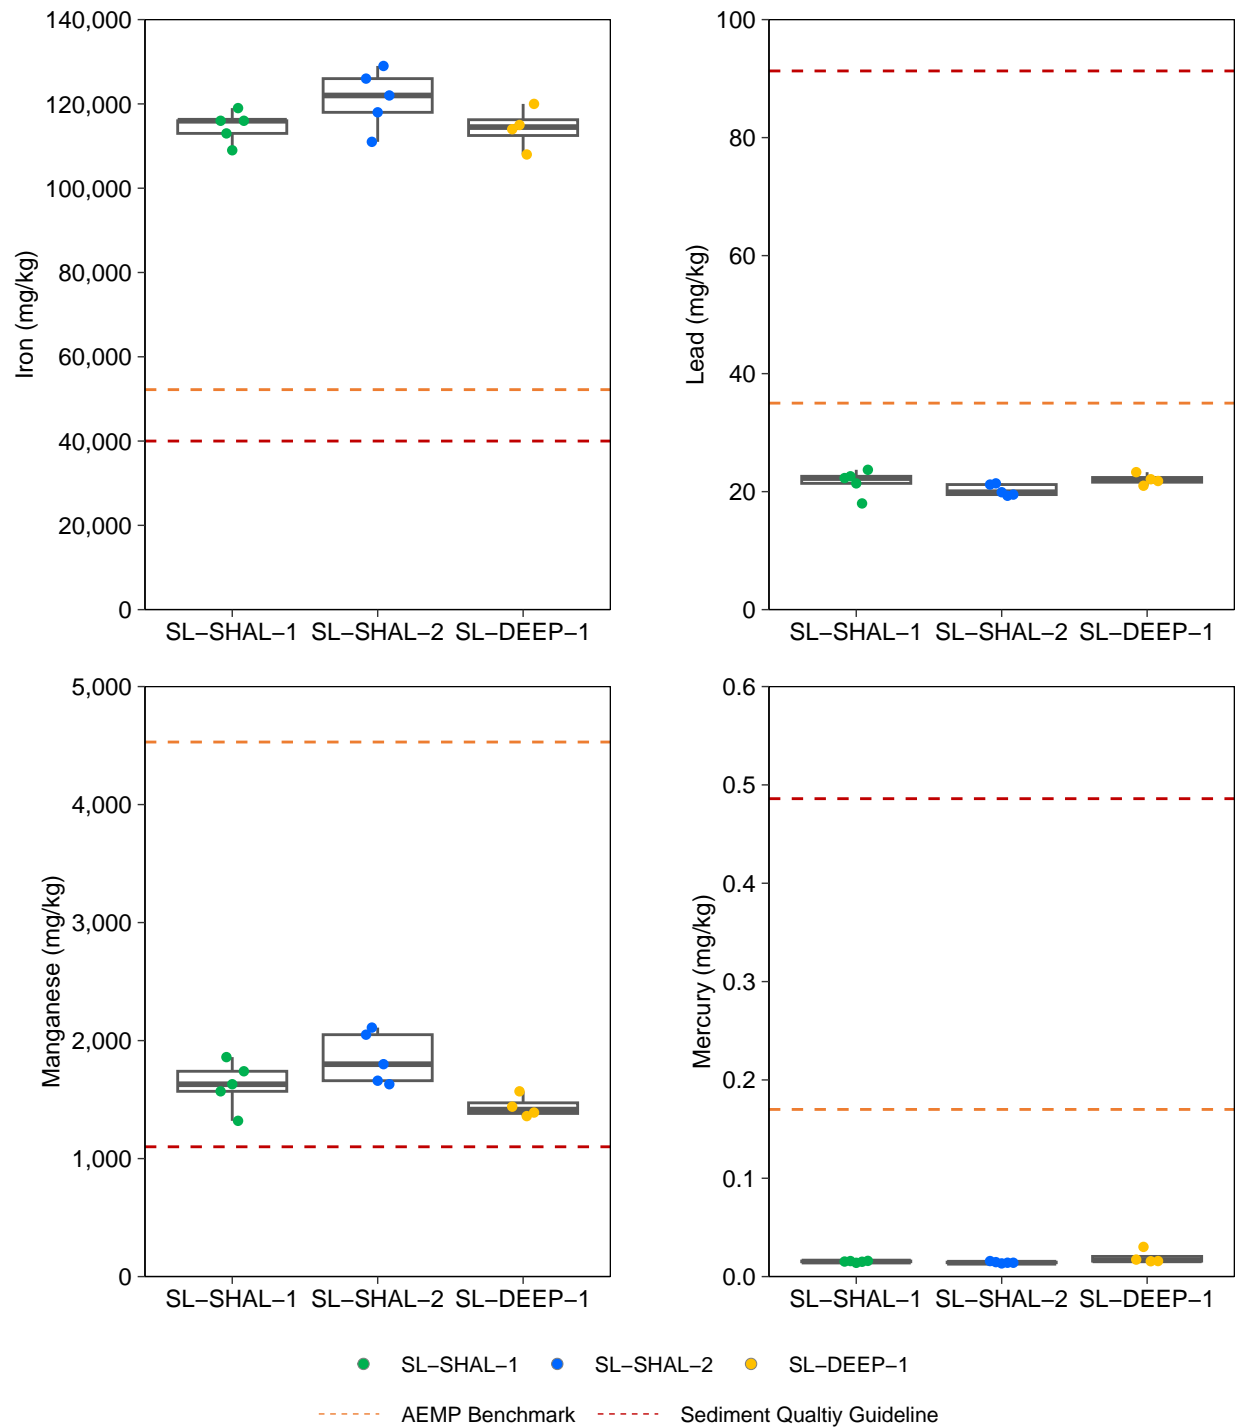 140,000
120,000
100,000
80,000
60,000
40,000
20,000
0
Iron (mg/kg)
SL−SHAL−1 SL−SHAL−2 SL−DEEP−1
100
80
60
40
20
0
Lead (mg/kg)
SL−SHAL−1 SL−SHAL−2 SL−DEEP−1
5,000
4,000
3,000
2,000
1,000
0
Manganese (mg/kg)
SL−SHAL−1 SL−SHAL−2 SL−DEEP−1
0.6
0.5
0.4
0.3
0.2
0.1
0.0
Mercury (mg/kg)
SL−SHAL−1 SL−SHAL−2 SL−DEEP−1
SL−SHAL−1 SL−SHAL−2 SL−DEEP−1
AEMP Benchmark Sediment Qualtiy Guideline